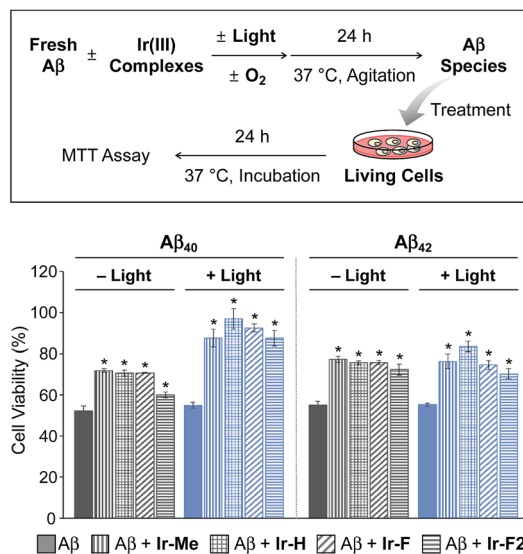 Fresh Aβ ± Ir(III) Complexes
± Light
± O2
24 h
37 °C, Agitation
Aβ Species
Treatment
Living Cells
24 h
37 °C, Incubation
MTT Assay
Aβ40 Aβ42
– Light + Light – Light + Light
Cell Viability (%)
120
100
80
60
40
20
0
* * * * * * * * * * * * * * * *
Aβ Aβ + Ir-Me Aβ + Ir-H Aβ + Ir-F Aβ + Ir-F2